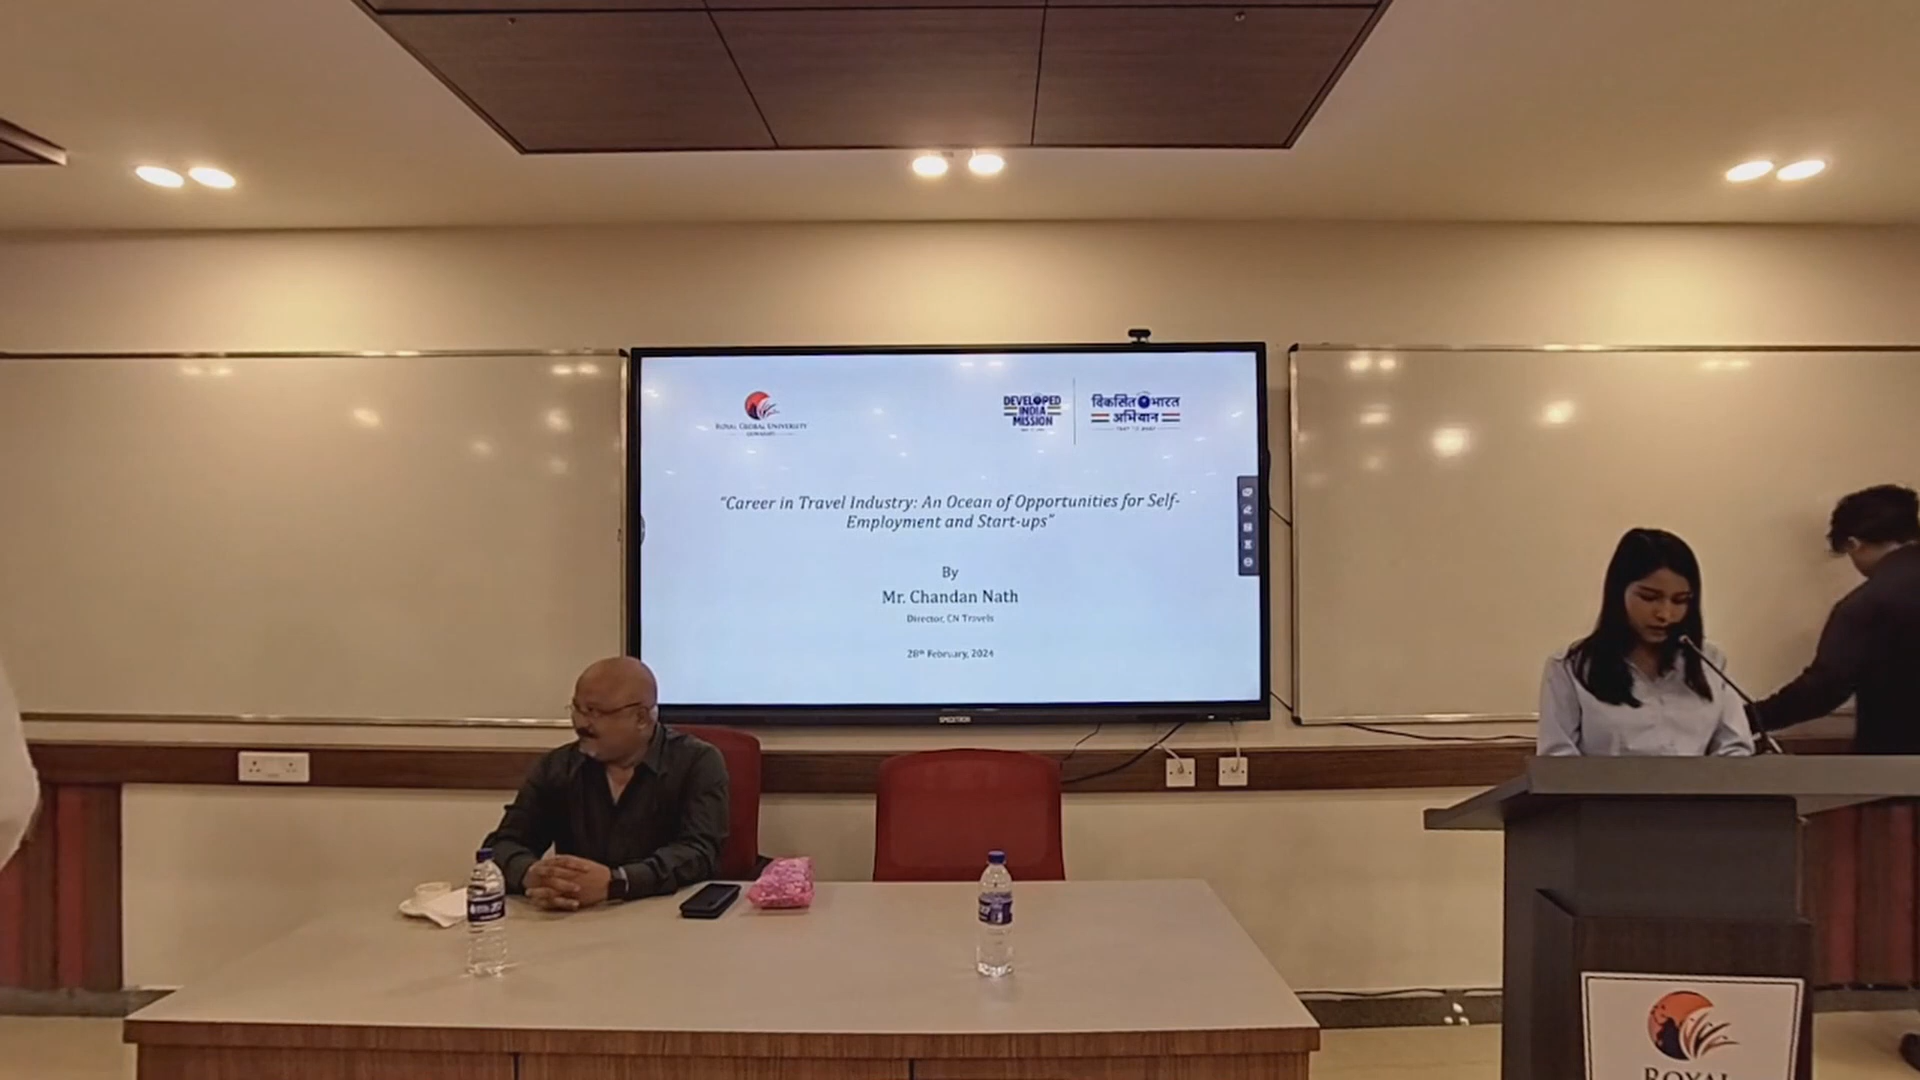 ROYAL GLOBAL UNIVERSITY
DEVELOPED
INDIA
MISSION
विकसित भारत
अभियान
"Career in Travel Industry: An Ocean of Opportunities for Self-
Employment and Start-ups"
By
Mr. Chandan Nath
Director, CN Travels
28th February, 2024
ROYAL